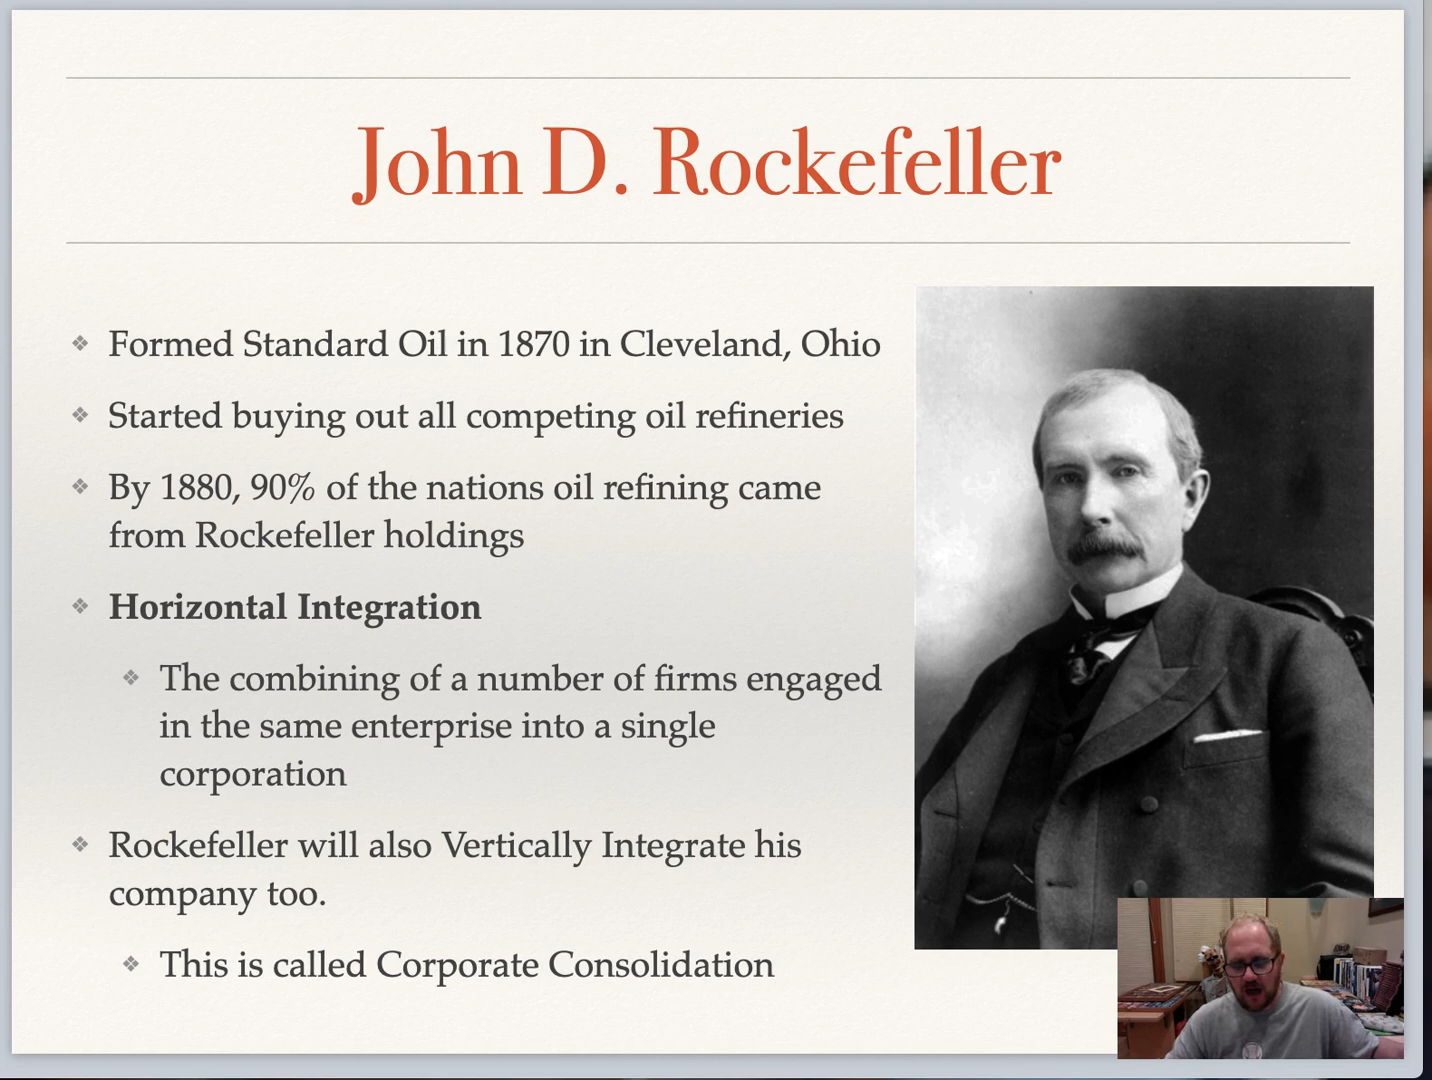 John D. Rockefeller
Formed Standard Oil in 1870 in Cleveland, Ohio
Started buying out all competing oil refineries
By 1880, 90% of the nations oil refining came
from Rockefeller holdings
Horizontal Integration
The combining of a number of firms engaged
in the same enterprise into a single
corporation
Rockefeller will also Vertically Integrate his
company too.
This is called Corporate Consolidation